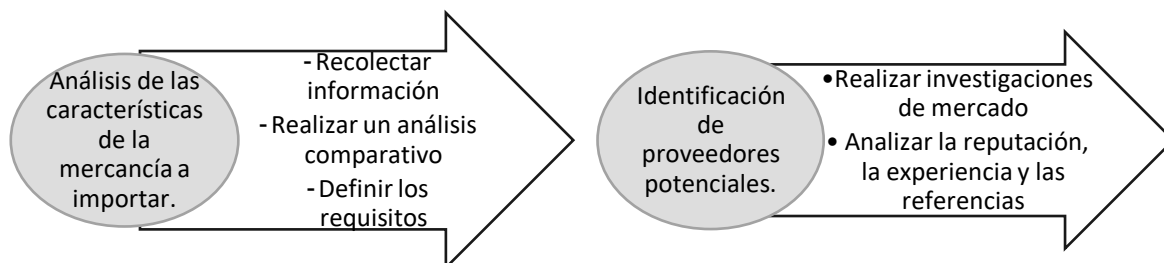 Análisis de las
características
de la
mercancía a
importar.
- Recolectar
información
- Realizar un análisis
comparativo
- Definir los
requisitos
Identificación
de
proveedores
potenciales.
•Realizar investigaciones
de mercado
• Analizar la reputación,
la experiencia y las
referencias